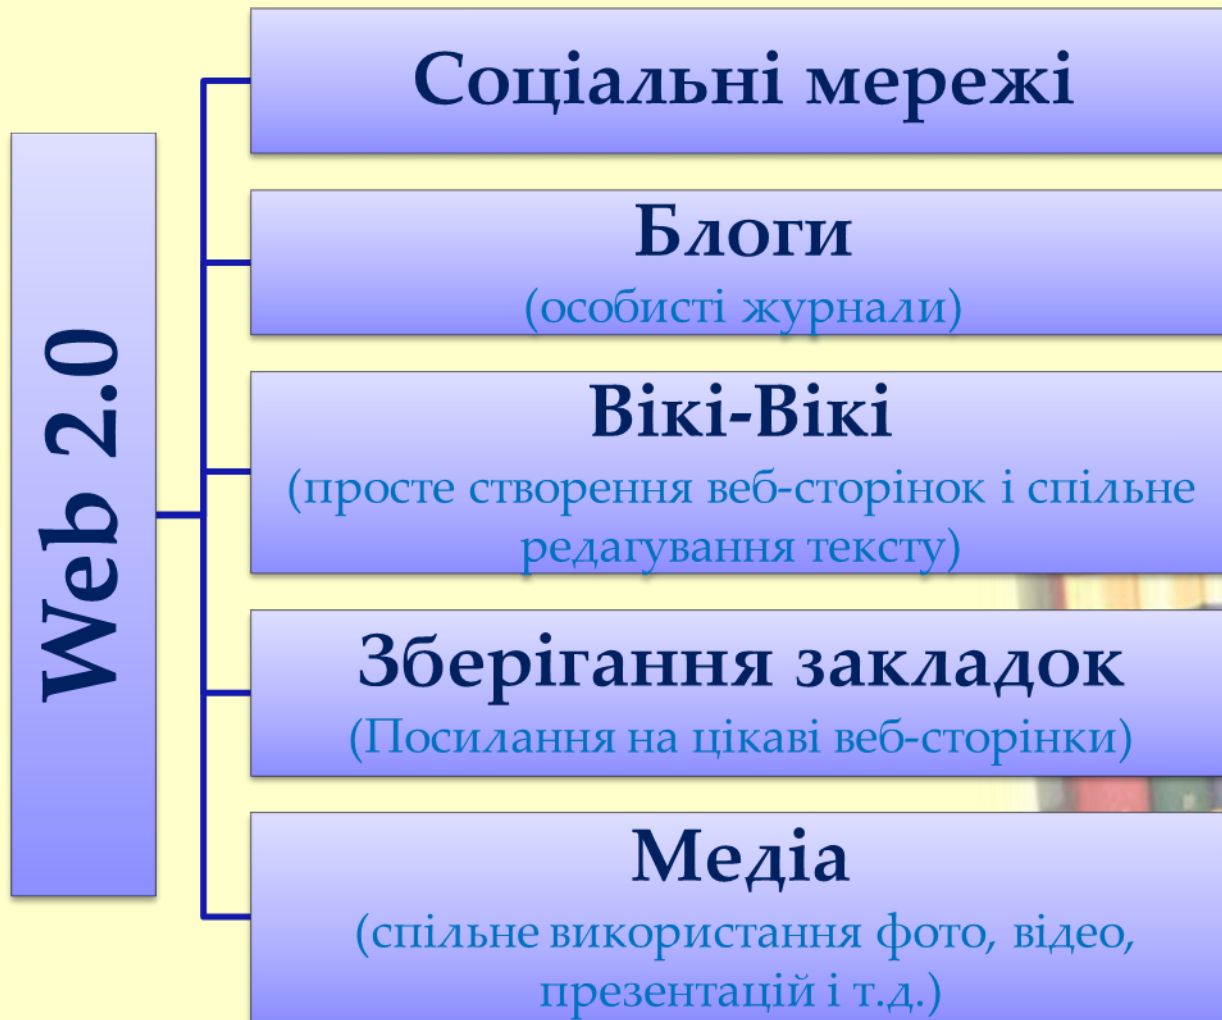 Web 2.0
Соціальні мережі
Блоги
(особисті журнали)
Вікі-Вікі
(просте створення веб-сторінок і спільне
редагування тексту)
Зберігання закладок
(Посилання на цікаві веб-сторінки)
Медіа
(спільне використання фото, відео,
презентацій і т.д.)